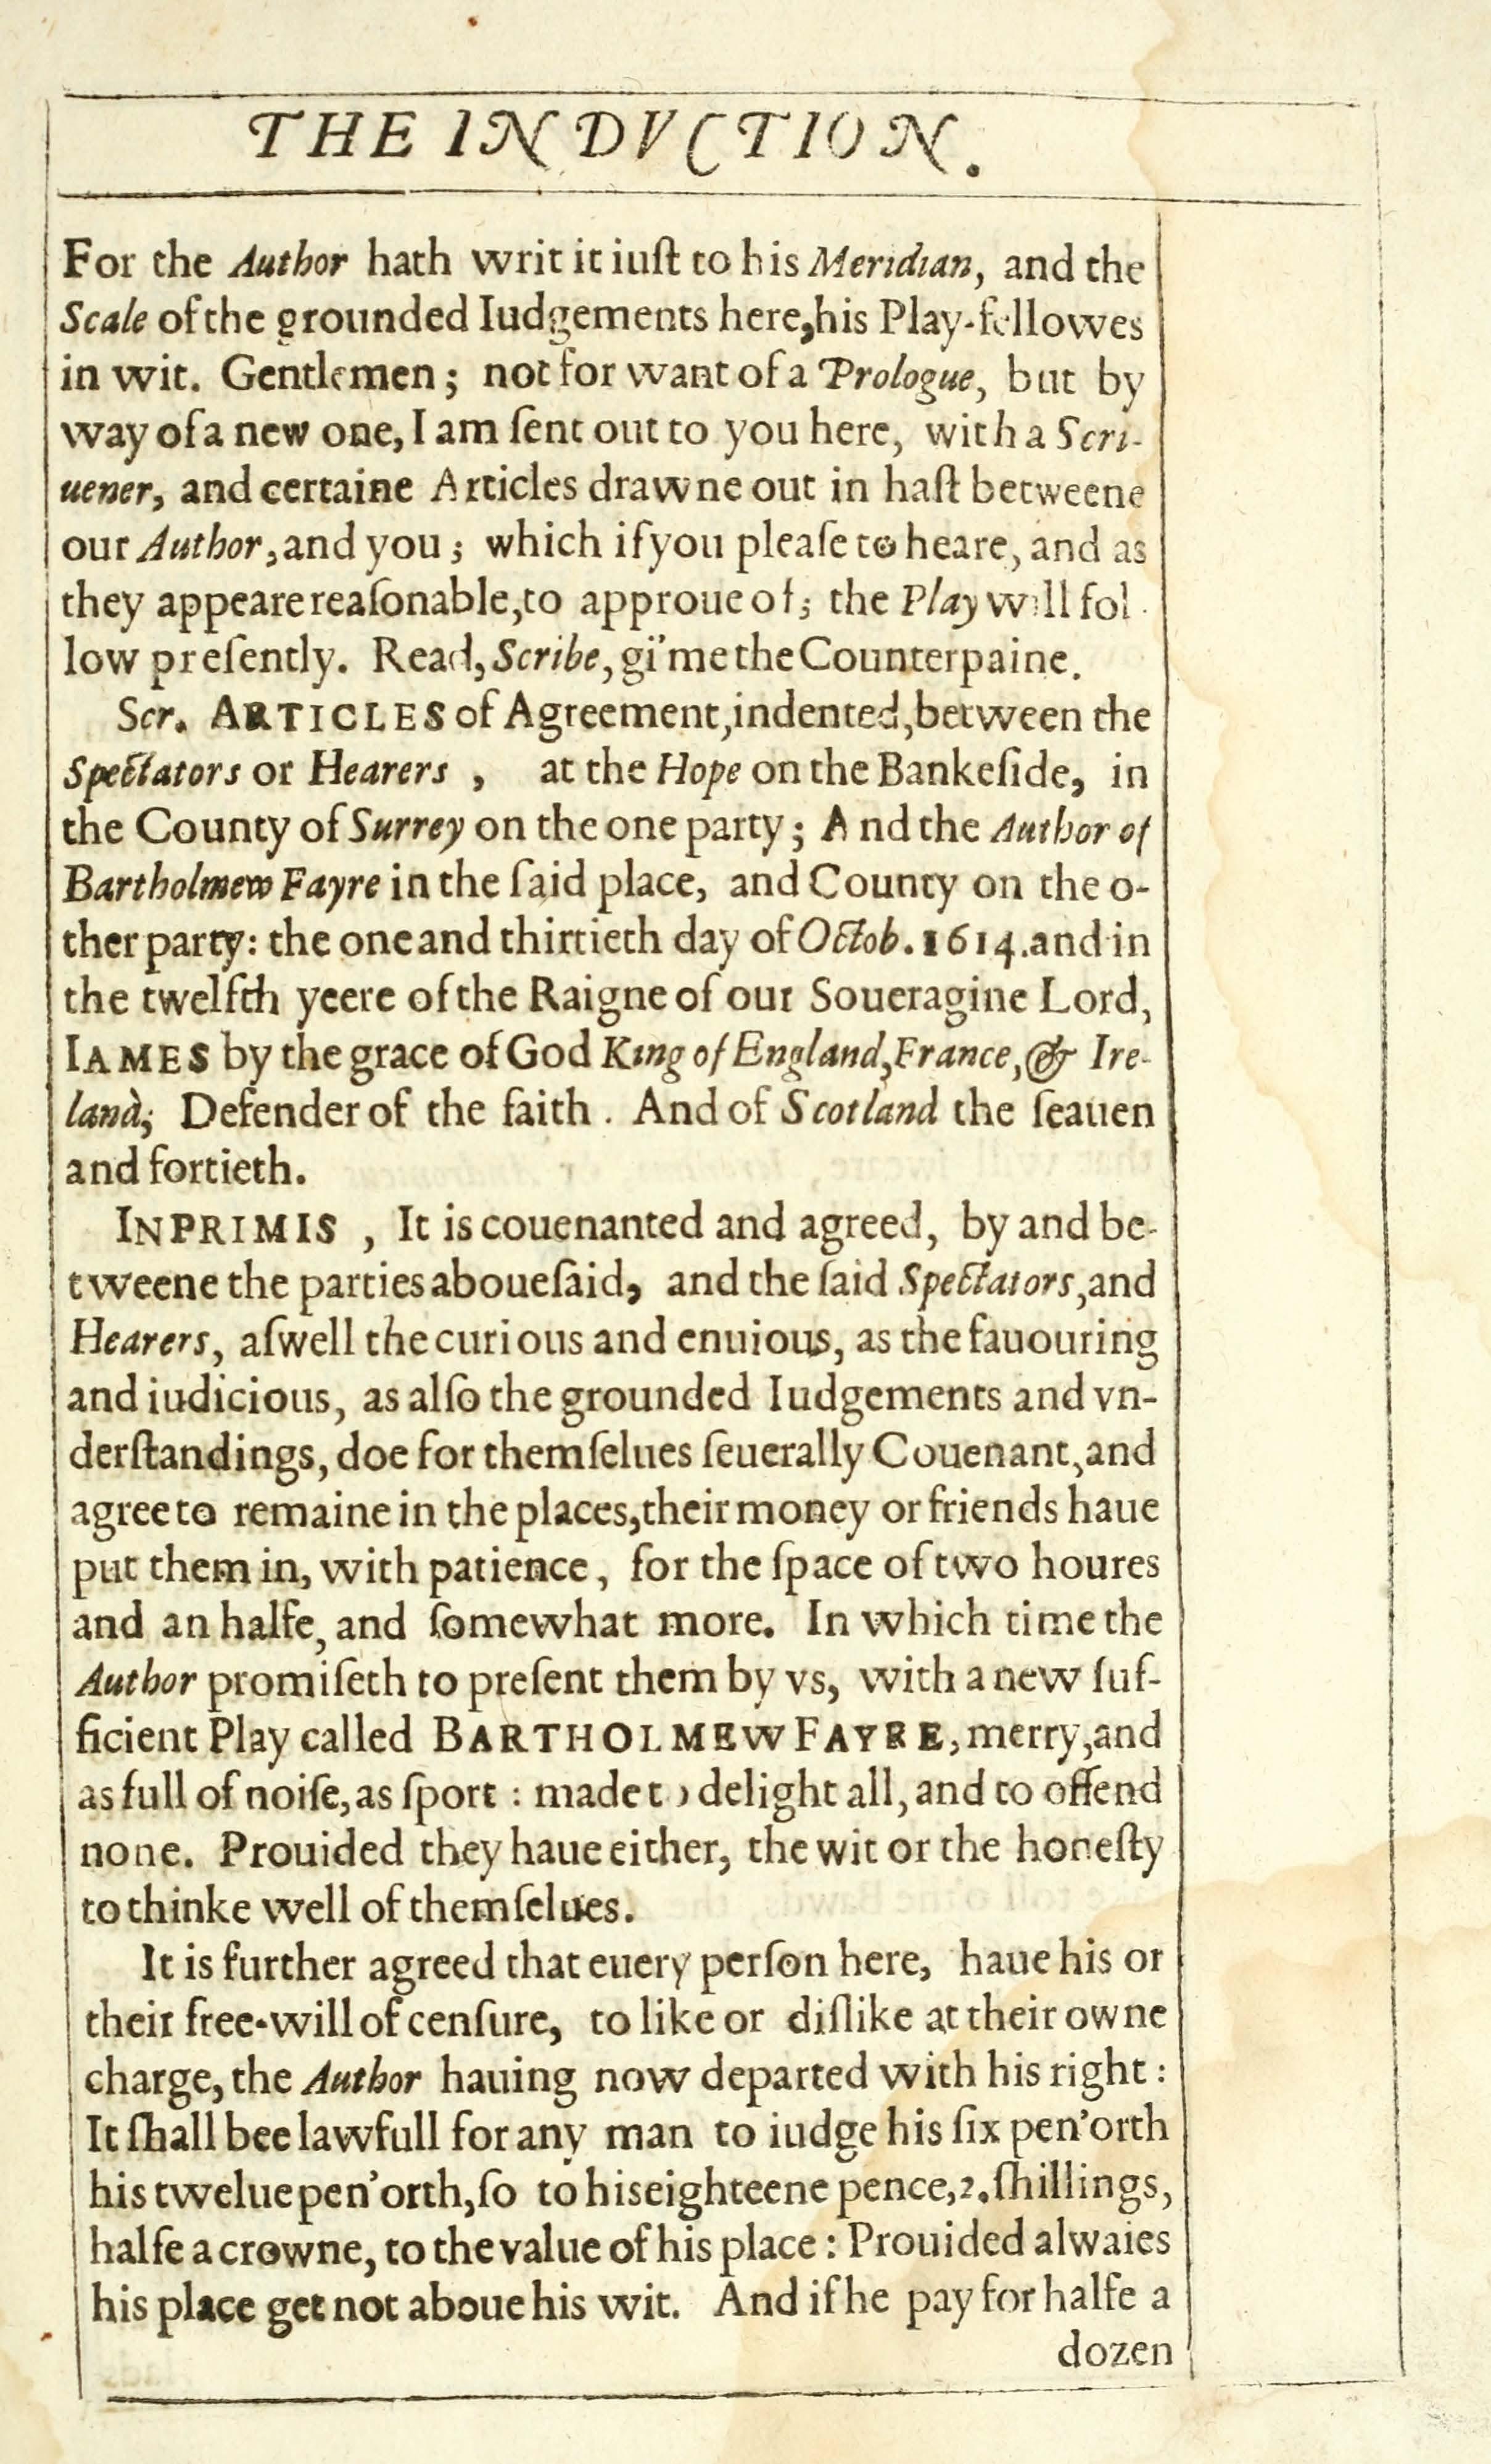 THE INDVCTION.
For the Author hath writ it iuſt to his Meridian, and the
Scale of the grounded Iudgements here, his Play-fellowes
in wit. Gentlemen; not for want of a Prologue, but by
way of a new one, I am ſent out to you here, with a Scri-
uener, and certaine Articles drawne out in haſt betweene
our Author, and you; which if you pleaſe to heare, and as
they appeare reaſonable, to approue of; the Play will fol-
low preſently. Read, Scribe, gi'me the Counterpaine.
Scr. ARTICLES of Agreement, indented, between the
Spectators or Hearers, at the Hope on the Bankeſide, in
the County of Surrey on the one party; And the Author of
Bartholmew Fayre in the ſaid place, and County on the o-
ther party: the one and thirtieth day of Octob. 1614. and in
the twelfth yeere of the Raigne of our Soueragine Lord,
IAMES by the grace of God King of England, France, & Ire-
land; Defender of the faith. And of Scotland the ſeauen
and fortieth.
INPRIMIS, It is couenanted and agreed, by and be-
tweene the parties aboueſaid, and the ſaid Spectators, and
Hearers, aſwell the curious and enuious, as the fauouring
and iudicious, as alſo the grounded Iudgements and vn-
derſtandings, doe for themſelues ſeuerally Couenant, and
agree to remaine in the places, their money or friends haue
put them in, with patience, for the ſpace of two houres
and an halfe, and ſomewhat more. In which time the
Author promiſeth to preſent them by vs, with a new ſuf-
ficient Play called BARTHOLMEW FAYRE, merry, and
as full of noiſe, as ſport: made to delight all, and to offend
none. Prouided they haue either, the wit or the honeſty
to thinke well of themſelues.
It is further agreed that euery perſon here, haue his or
their free-will of cenſure, to like or diſlike at their owne
charge, the Author hauing now departed with his right:
It ſhall bee lawfull for any man to iudge his ſix pen'orth
his twelue pen'orth, ſo to his eighteene pence, 2. ſhillings,
halfe a crowne, to the value of his place: Prouided alwaies
his place get not aboue his wit. And if he pay for halfe a
dozen